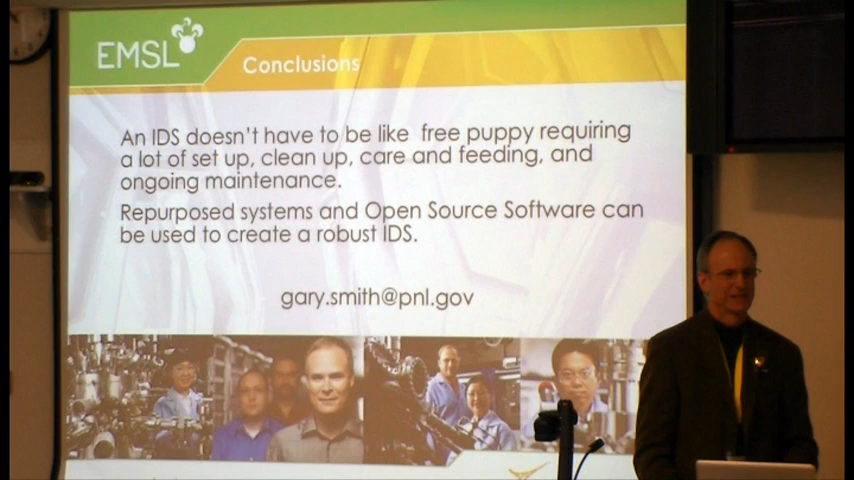 EMSL
Conclusions
An IDS doesn't have to be like free puppy requiring
a lot of set up, clean up, care and feeding, and
ongoing maintenance.
Repurposed systems and Open Source Software can
be used to create a robust IDS.
gary.smith@pnl.gov